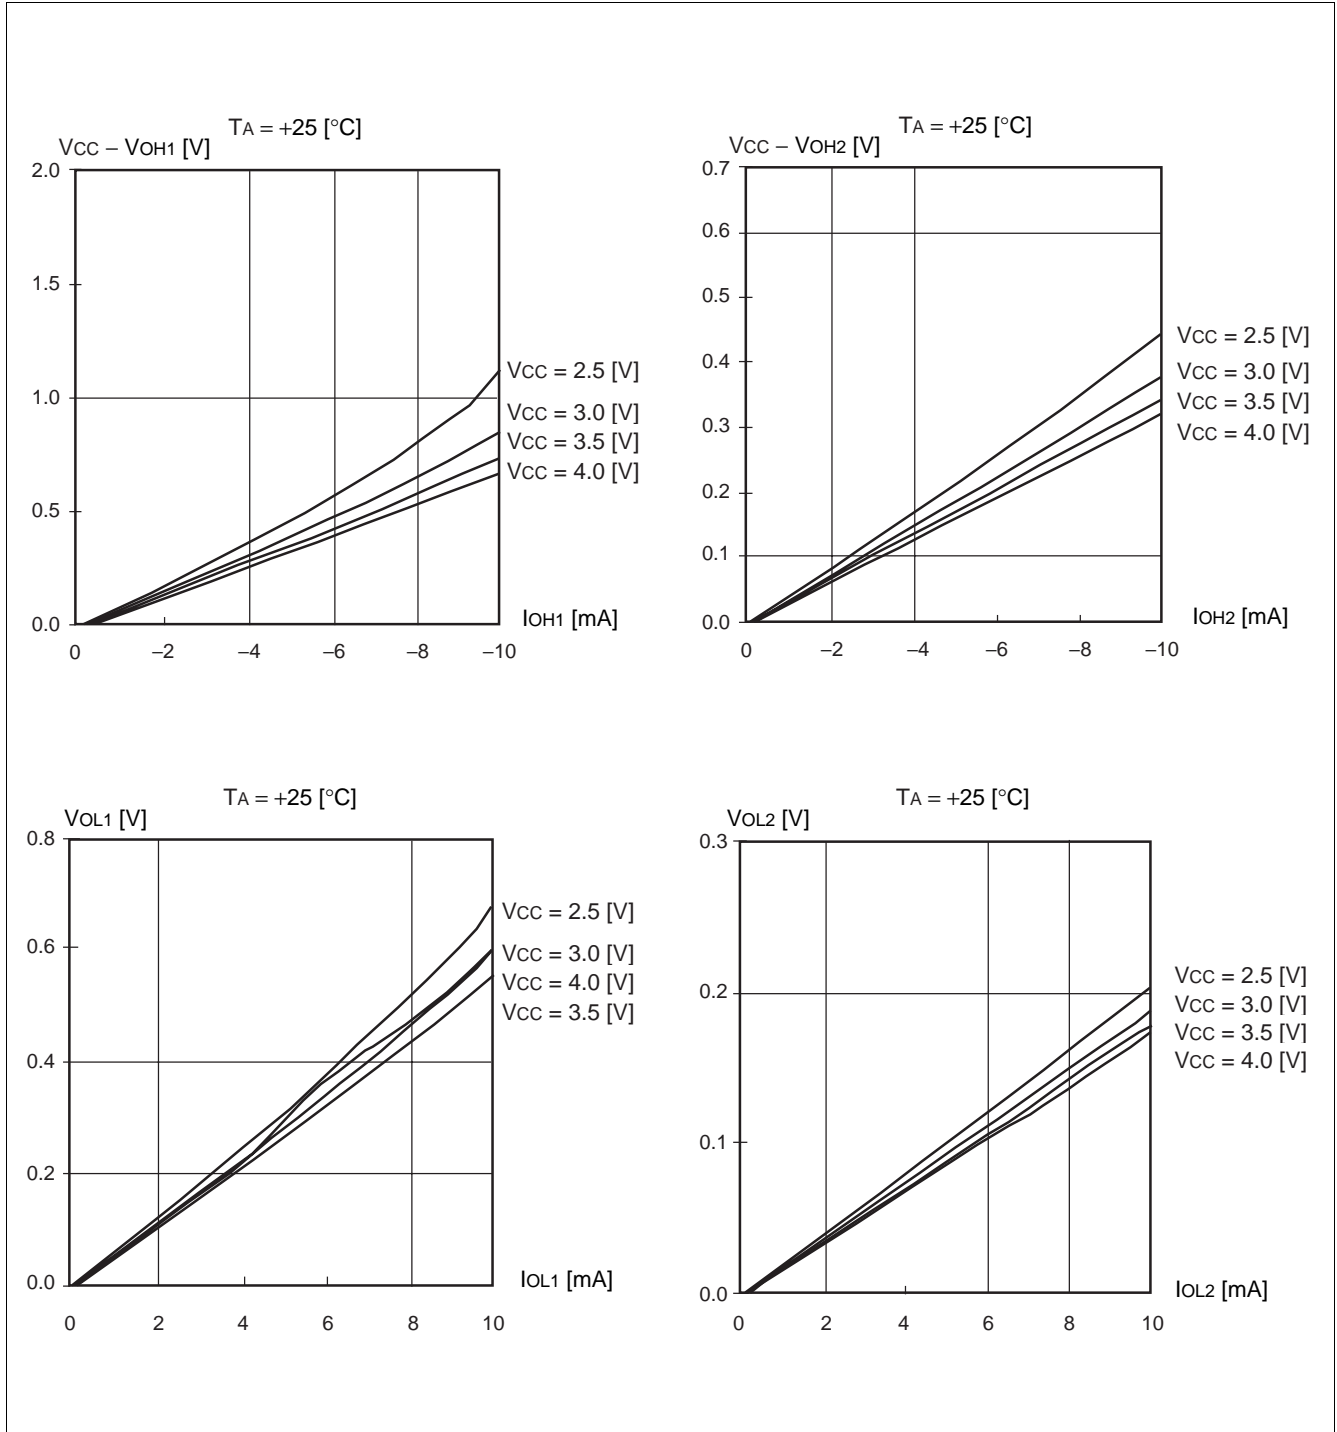 TA = +25 [°C]
VCC – VOH1 [V]
2.0
1.5
1.0
0.5
0.0
VCC = 2.5 [V]
VCC = 3.0 [V]
VCC = 3.5 [V]
VCC = 4.0 [V]
IOH1 [mA]
0 –2 –4 –6 –8 –10
TA = +25 [°C]
VCC – VOH2 [V]
0.7
0.6
0.5
0.4
0.3
0.2
0.1
0.0
VCC = 2.5 [V]
VCC = 3.0 [V]
VCC = 3.5 [V]
VCC = 4.0 [V]
IOH2 [mA]
0 –2 –4 –6 –8 –10
TA = +25 [°C]
VOL1 [V]
0.8
0.6
0.4
0.2
0.0
VCC = 2.5 [V]
VCC = 3.0 [V]
VCC = 4.0 [V]
VCC = 3.5 [V]
IOL1 [mA]
0 2 4 6 8 10
TA = +25 [°C]
VOL2 [V]
0.3
0.2
0.1
0.0
VCC = 2.5 [V]
VCC = 3.0 [V]
VCC = 3.5 [V]
VCC = 4.0 [V]
IOL2 [mA]
0 2 4 6 8 10